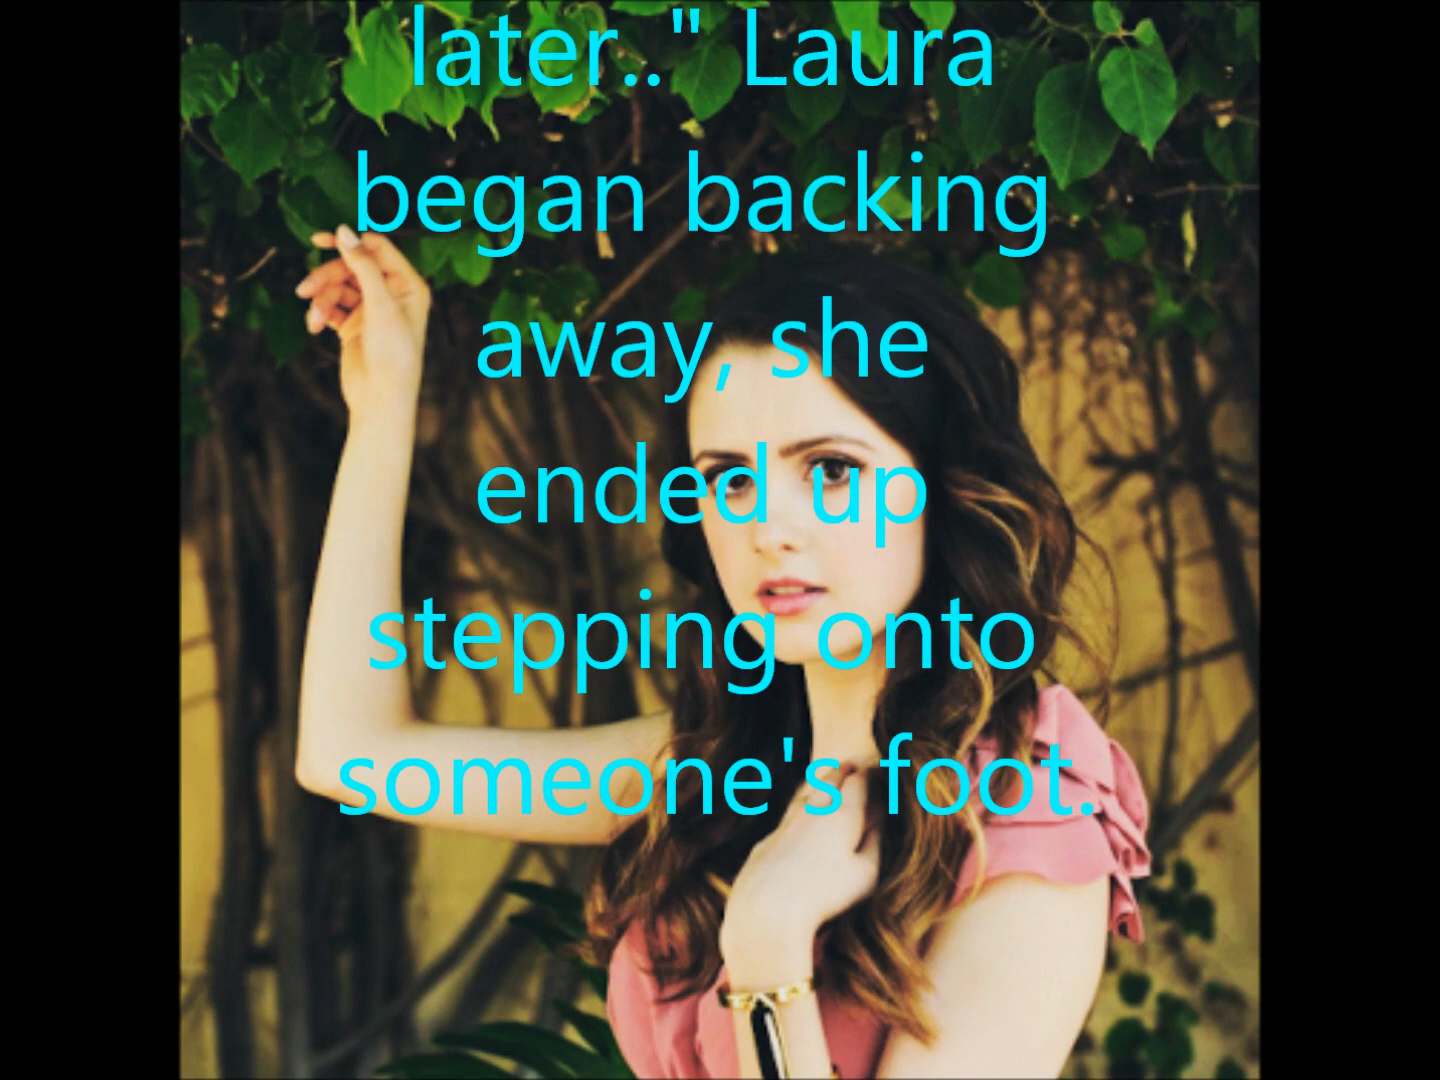 later.." Laura
began backing
away, she
ended up
stepping onto
someone's foot.